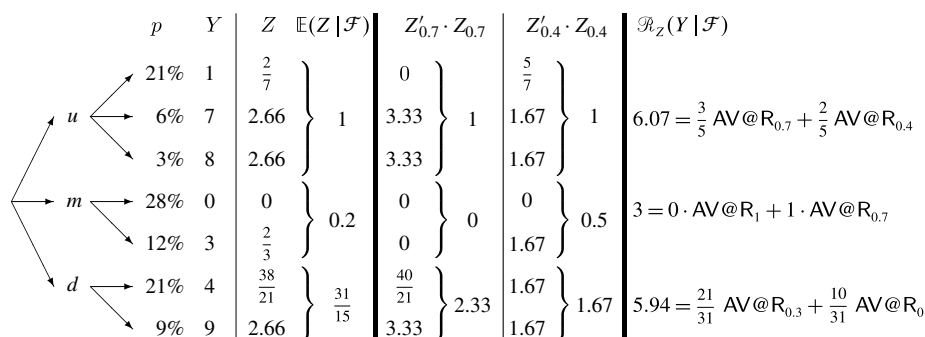 p Y Z 𝔼(Z | ℱ) Z′₀.₇ · Z₀.₇ Z′₀.₄ · Z₀.₄ ℛ_Z(Y | ℱ)
21% 1 2/7 0 5/7
u 6% 7 2.66 1 3.33 1 1.67 1 6.07 = 3/5 AV@R₀.₇ + 2/5 AV@R₀.₄
3% 8 2.66 3.33 1.67
m 28% 0 0 0 0
0.2 0 0.5 3 = 0 · AV@R₁ + 1 · AV@R₀.₇
12% 3 2/3 0 1.67
d 21% 4 38/21 40/21 1.67
31/15 2.33 1.67 5.94 = 21/31 AV@R₀.₃ + 10/31 AV@R₀
9% 9 2.66 3.33 1.67